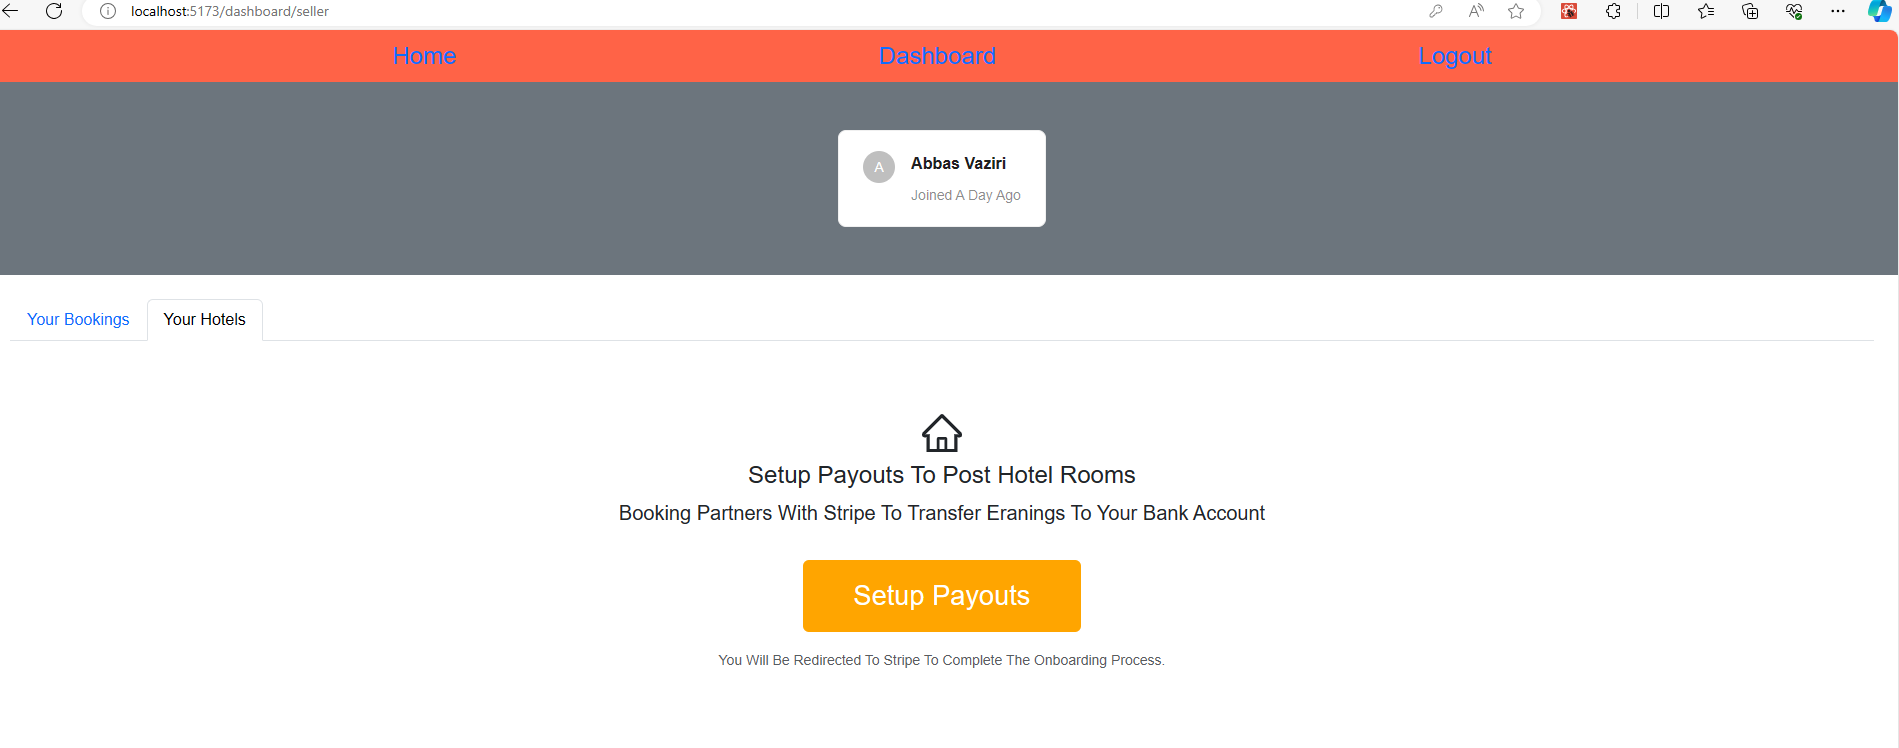 localhost:5173/dashboard/seller
Home Dashboard Logout
A Abbas Vaziri
Joined A Day Ago
Your Bookings Your Hotels
Setup Payouts To Post Hotel Rooms
Booking Partners With Stripe To Transfer Eranings To Your Bank Account
Setup Payouts
You Will Be Redirected To Stripe To Complete The Onboarding Process.